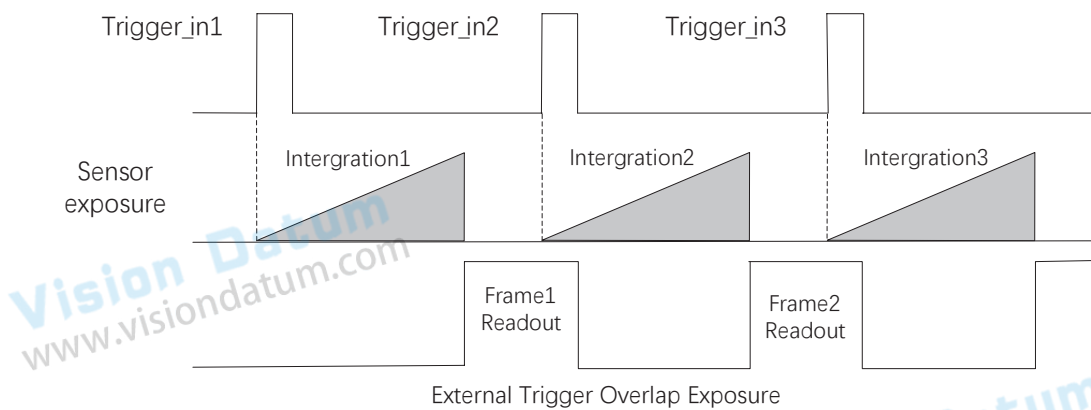 Trigger_in1
Trigger_in2
Trigger_in3
Sensor
exposure
Intergration1
Intergration2
Intergration3
Vision Datum
www.visiondatum.com
Frame1
Readout
Frame2
Readout
External Trigger Overlap Exposure